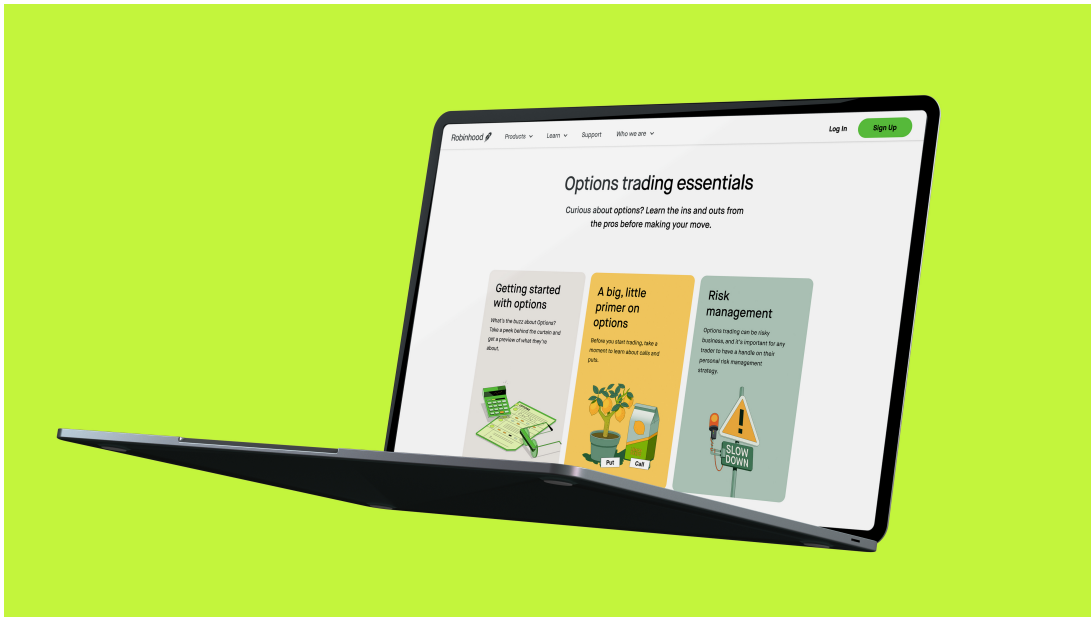 Robinhood
Products
Learn
Support
Who we are
Log In
Sign Up
Options trading essentials
Curious about options? Learn the ins and outs from
the pros before making your move.
Getting started
with options
What's the buzz about Options?
Take a peek behind the curtain and
get a preview of what they're
about.
A big, little
primer on
options
Before you start trading, take a
moment to learn about calls and
puts.
Put
Call
Risk
management
Options trading can be risky
business, and it's important for any
trader to have a handle on their
personal risk management
strategy.
SLOW
DOWN